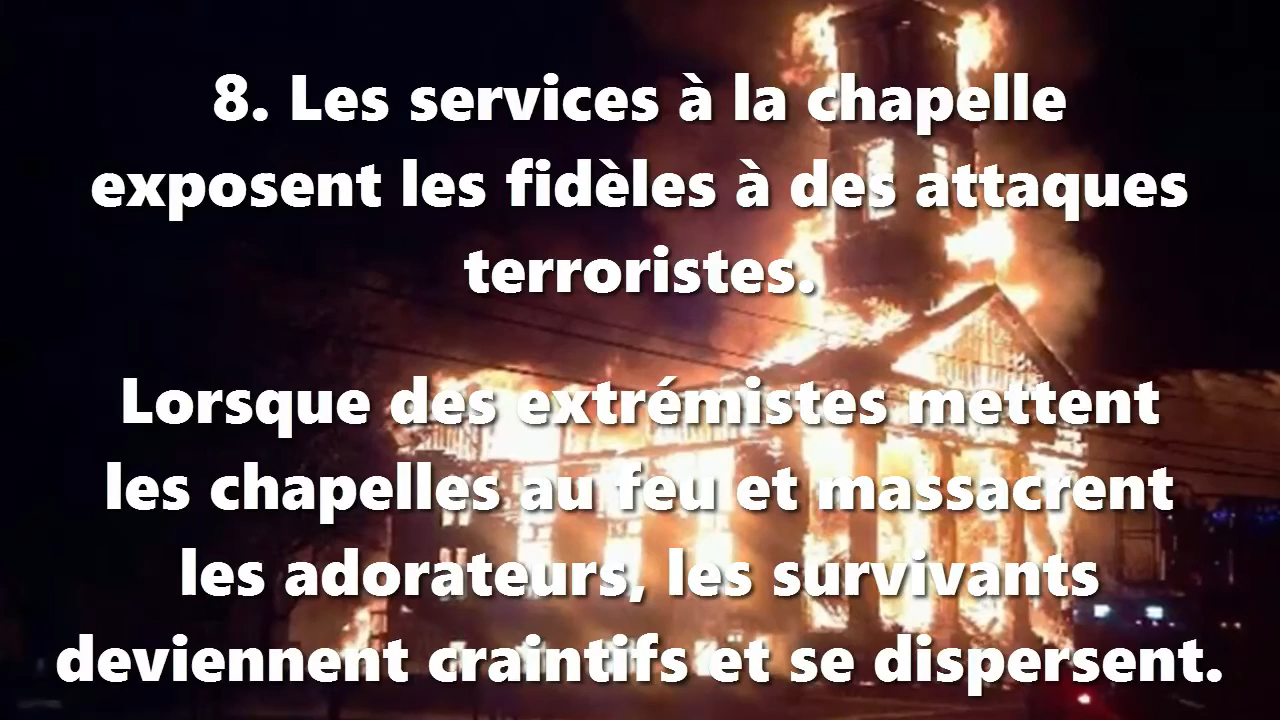 8. Les services à la chapelle
exposent les fidèles à des attaques
terroristes.
Lorsque des extrémistes mettent
les chapelles au feu et massacrent
les adorateurs, les survivants
deviennent craintifs et se dispersent.